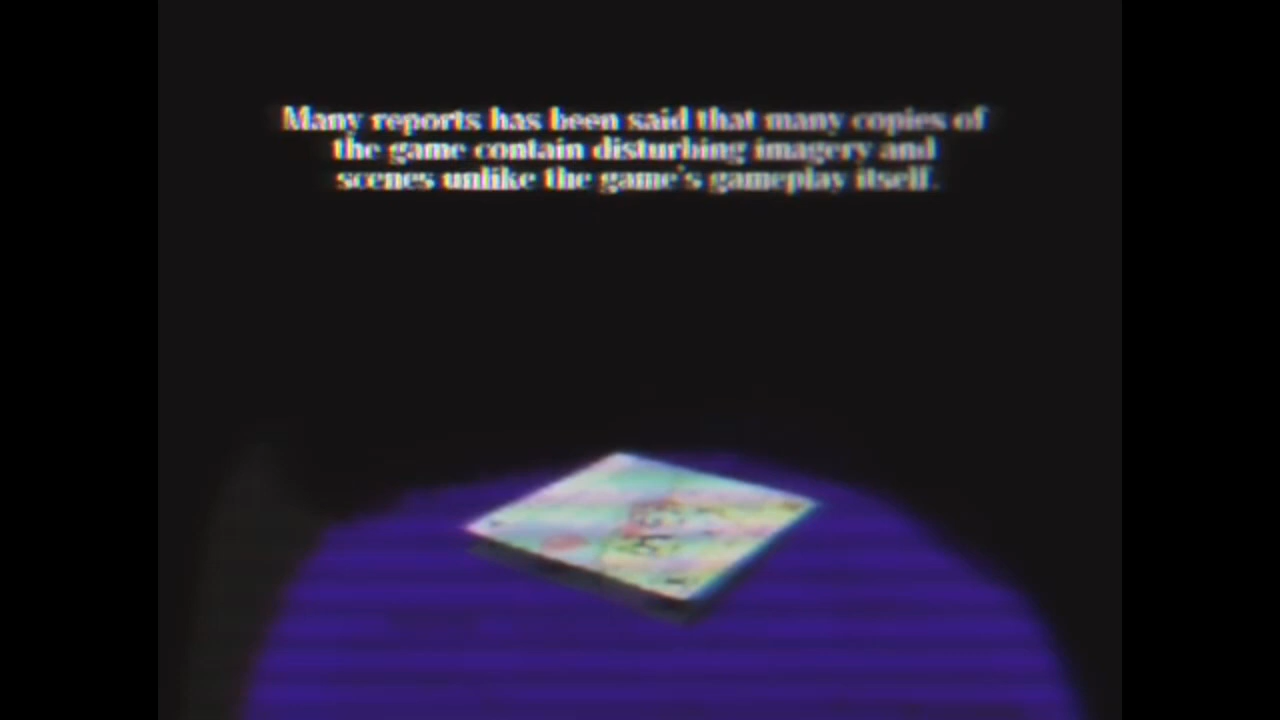 Many reports has been said that many copies of
the game contain disturbing imagery and
scenes unlike the game's gameplay itself.